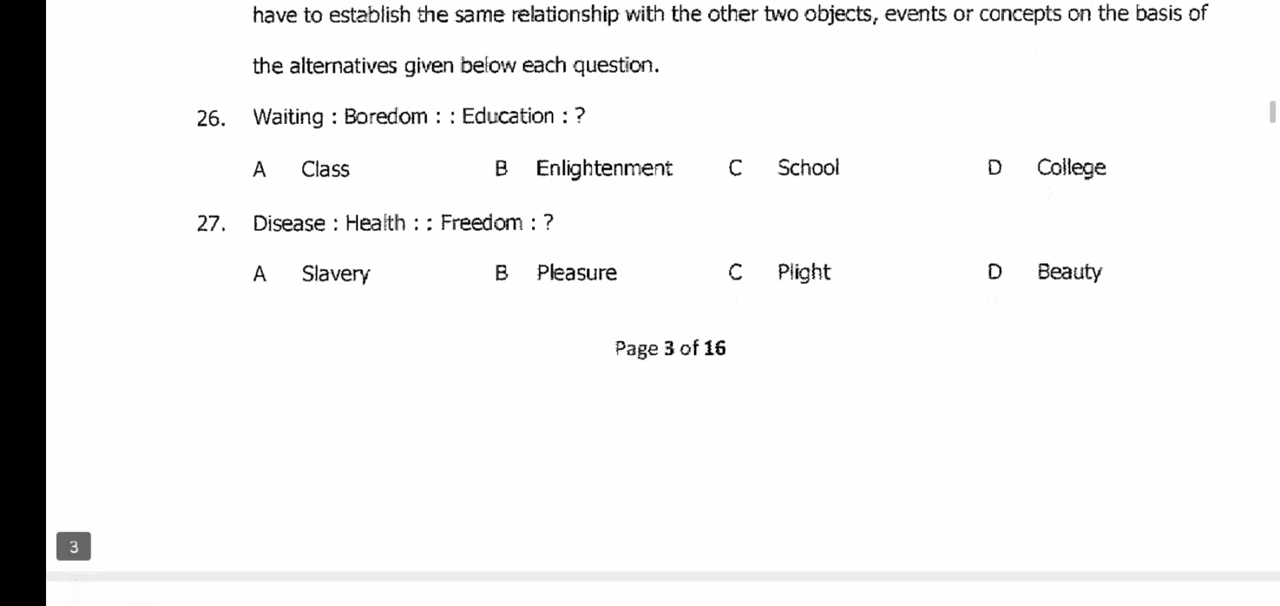 have to establish the same relationship with the other two objects, events or concepts on the basis of
the alternatives given below each question.
26. Waiting : Boredom : : Education : ?
A Class B Enlightenment C School D College
27. Disease : Health : : Freedom : ?
A Slavery B Pleasure C Plight D Beauty
Page 3 of 16
3